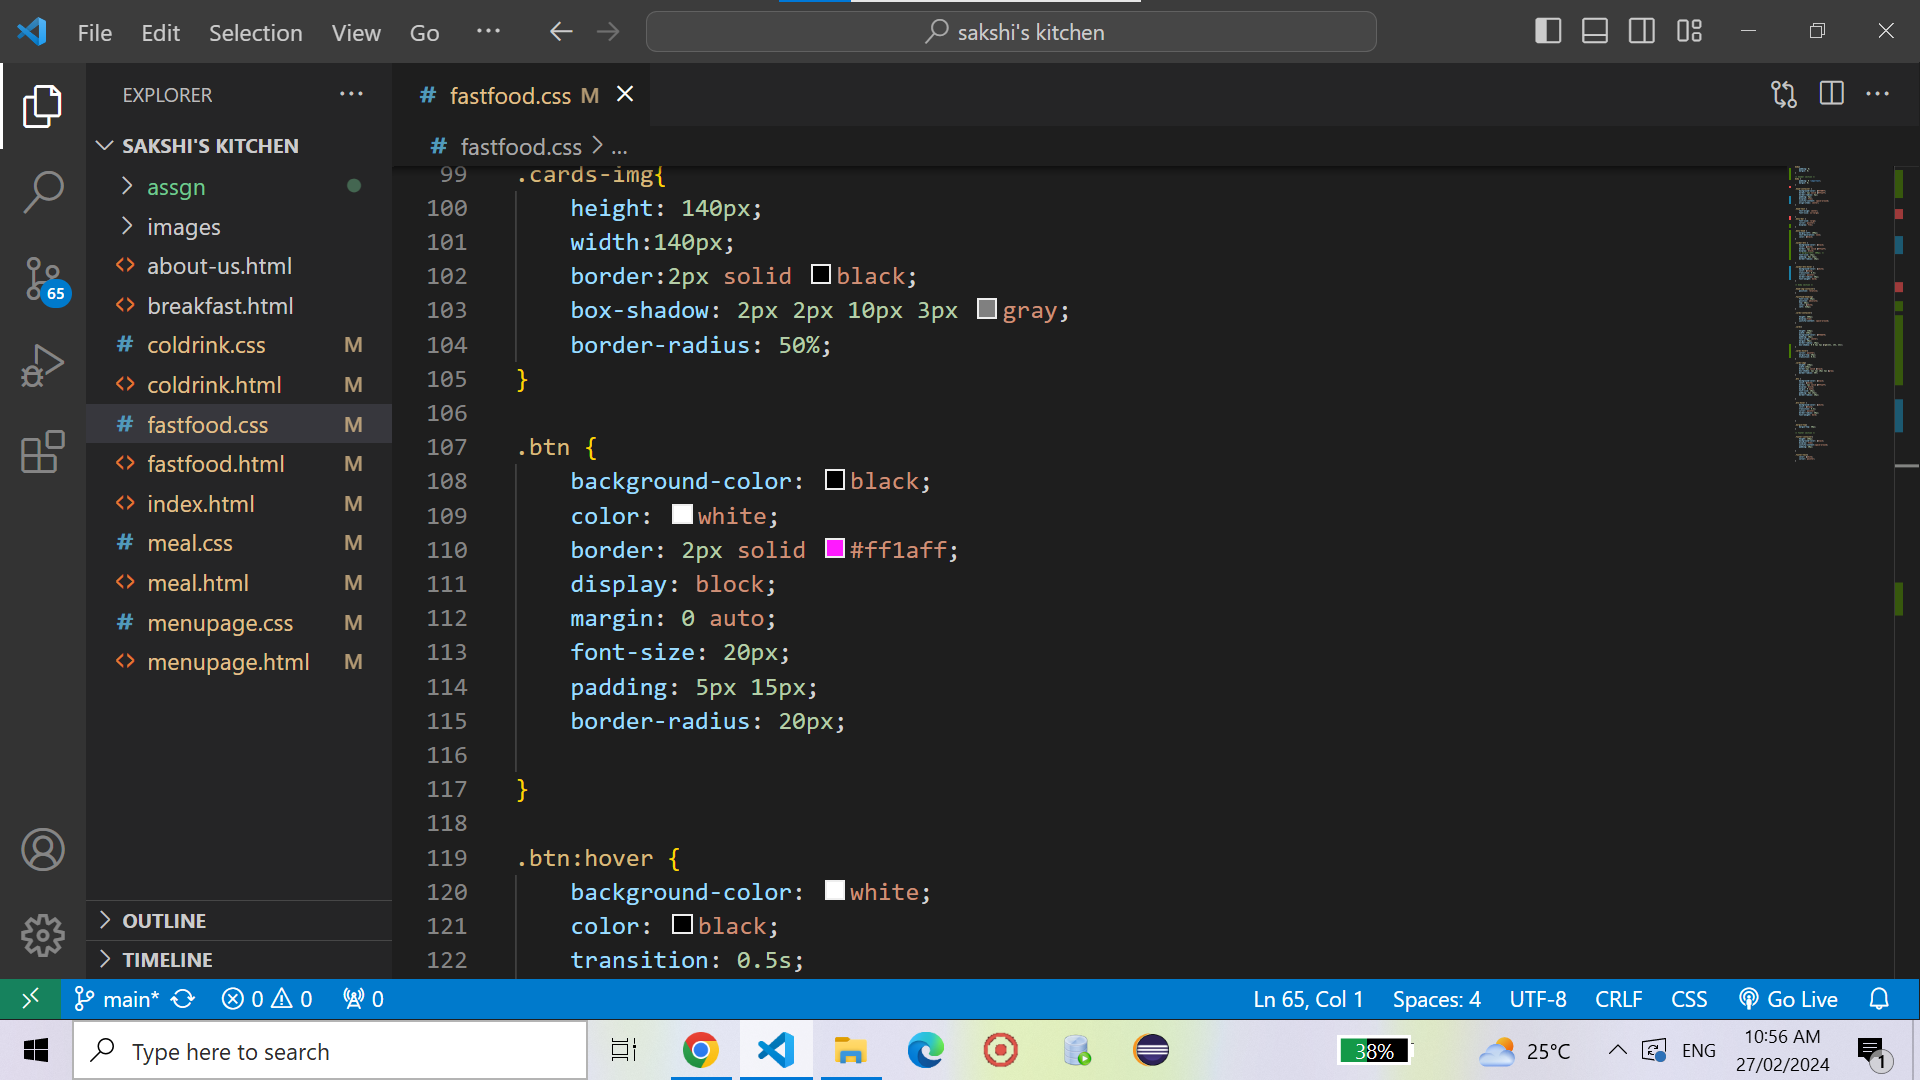 File Edit Selection View Go ··· sakshi's kitchen
EXPLORER ···
SAKSHI'S KITCHEN
assgn
images
about-us.html
breakfast.html
coldrink.css M
coldrink.html M
fastfood.css M
fastfood.html M
index.html M
meal.css M
meal.html M
menupage.css M
menupage.html M
OUTLINE
TIMELINE
65
# fastfood.css M
# fastfood.css > ...
99 .cards-img{
100 height: 140px;
101 width:140px;
102 border:2px solid black;
103 box-shadow: 2px 2px 10px 3px gray;
104 border-radius: 50%;
105 }
106
107 .btn {
108 background-color: black;
109 color: white;
110 border: 2px solid #ff1aff;
111 display: block;
112 margin: 0 auto;
113 font-size: 20px;
114 padding: 5px 15px;
115 border-radius: 20px;
116
117 }
118
119 .btn:hover {
120 background-color: white;
121 color: black;
122 transition: 0.5s;
main* 0 0 0 Ln 65, Col 1 Spaces: 4 UTF-8 CRLF CSS Go Live
Type here to search 38% 25°C ENG 10:56 AM
27/02/2024
1